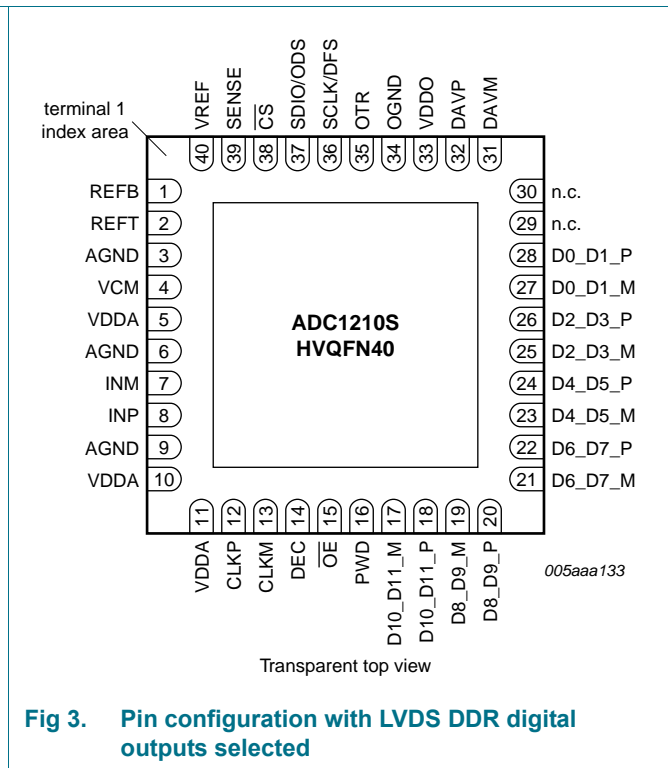 terminal 1
index area
40 VREF
39 SENSE
38 C̅S̅
37 SDIO/ODS
36 SCLK/DFS
35 OTR
34 OGND
33 VDDO
32 DAVP
31 DAVM
REFB 1
REFT 2
AGND 3
VCM 4
VDDA 5
AGND 6
INM 7
INP 8
AGND 9
VDDA 10
ADC1210S
HVQFN40
30 n.c.
29 n.c.
28 D0_D1_P
27 D0_D1_M
26 D2_D3_P
25 D2_D3_M
24 D4_D5_P
23 D4_D5_M
22 D6_D7_P
21 D6_D7_M
VDDA 11
CLKP 12
CLKM 13
DEC 14
O̅E̅ 15
PWD 16
D10_D11_M 17
D10_D11_P 18
D8_D9_M 19
D8_D9_P 20
005aaa133
Transparent top view
Fig 3. Pin configuration with LVDS DDR digital
outputs selected